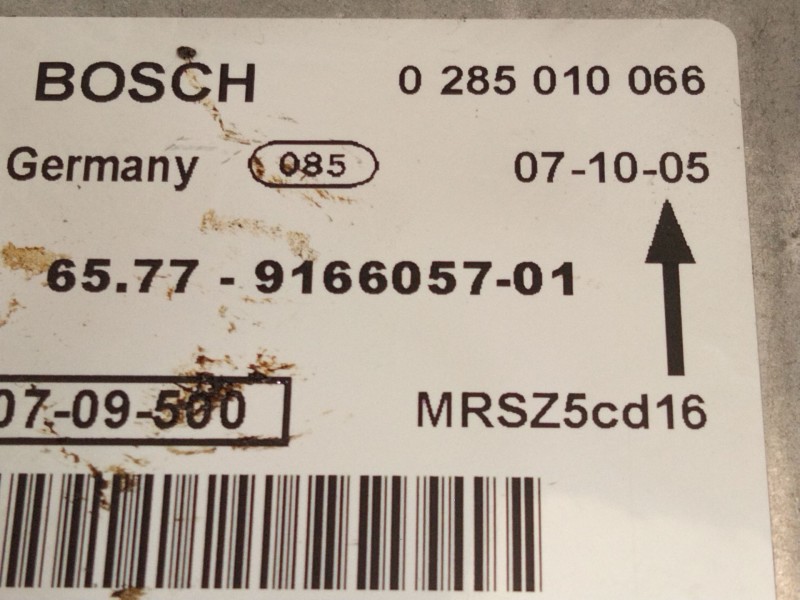 BOSCH 0 285 010 066
Germany 085 07-10-05
65.77 - 9166057-01
07-09-500 MRSZ5cd16